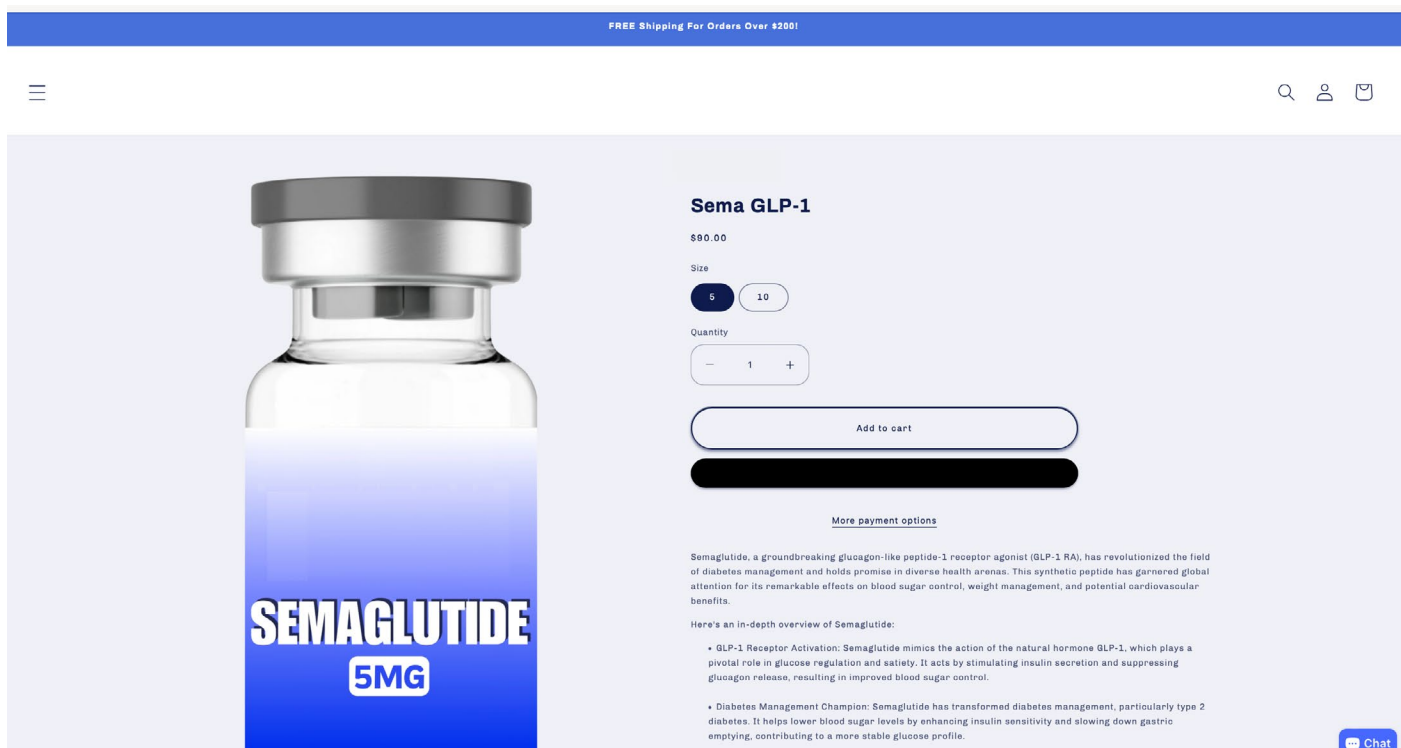 FREE Shipping For Orders Over $200!
Sema GLP-1
$90.00
Size
5 10
Quantity
− 1 +
Add to cart
More payment options
Semaglutide, a groundbreaking glucagon-like peptide-1 receptor agonist (GLP-1 RA), has revolutionized the field
of diabetes management and holds promise in diverse health arenas. This synthetic peptide has garnered global
attention for its remarkable effects on blood sugar control, weight management, and potential cardiovascular
benefits.
Here's an in-depth overview of Semaglutide:
• GLP-1 Receptor Activation: Semaglutide mimics the action of the natural hormone GLP-1, which plays a
pivotal role in glucose regulation and satiety. It acts by stimulating insulin secretion and suppressing
glucagon release, resulting in improved blood sugar control.
• Diabetes Management Champion: Semaglutide has transformed diabetes management, particularly type 2
diabetes. It helps lower blood sugar levels by enhancing insulin sensitivity and slowing down gastric
emptying, contributing to a more stable glucose profile.
SEMAGLUTIDE
5MG
Chat